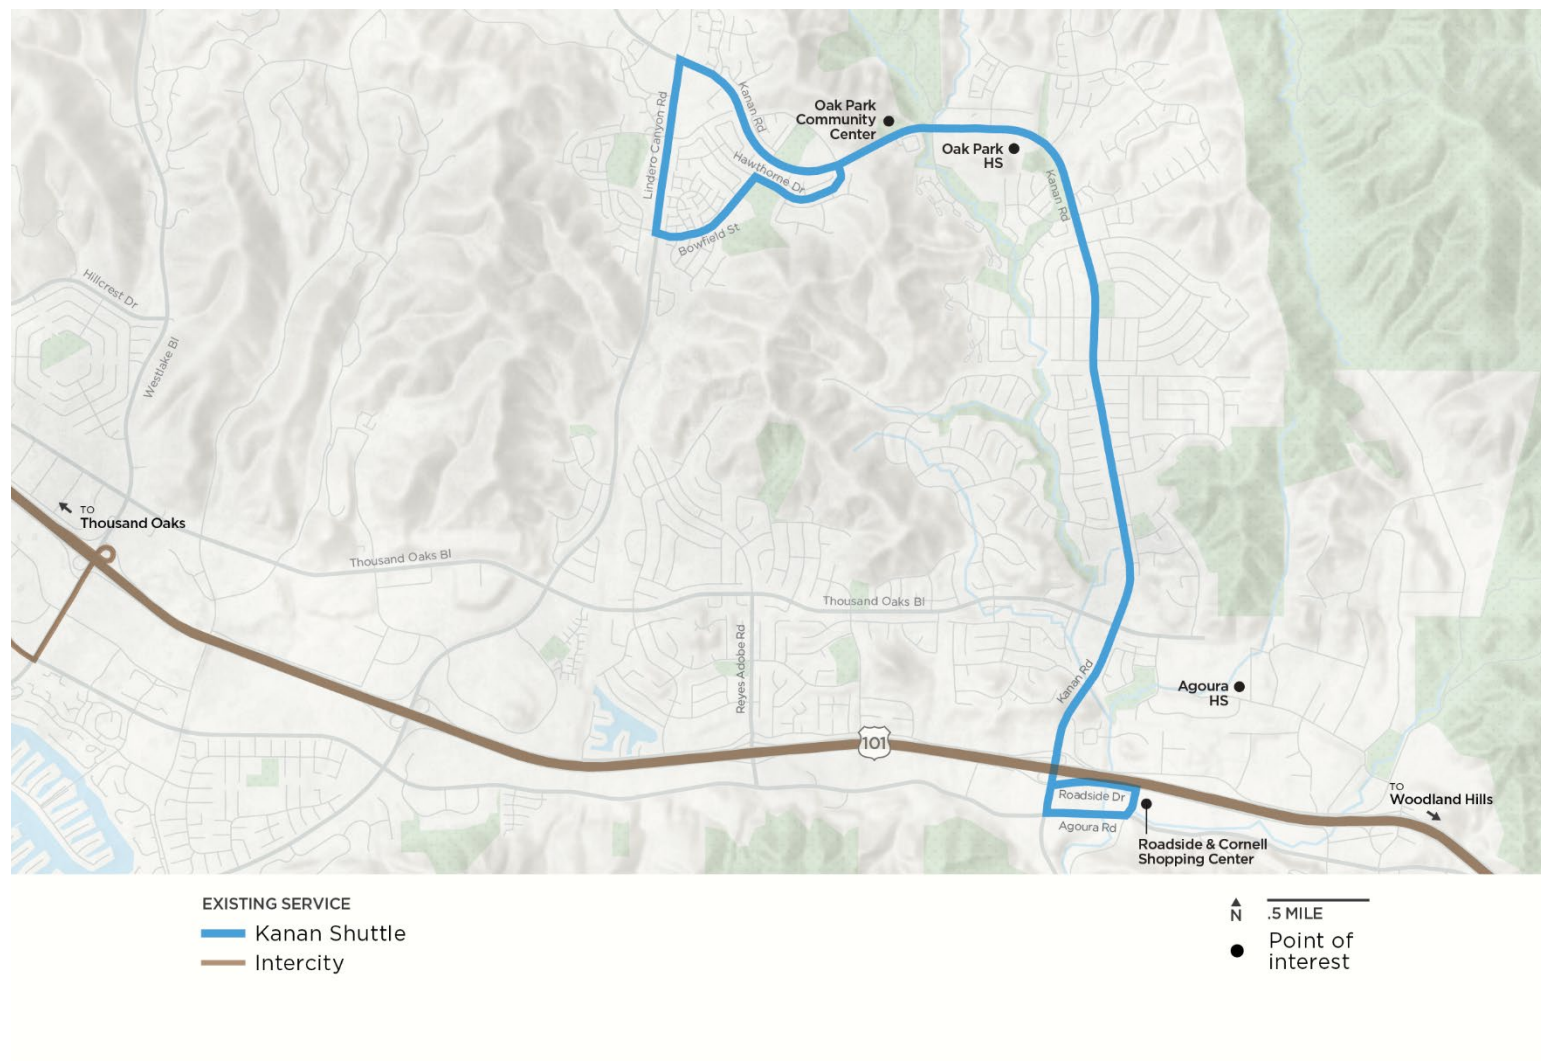 Kanan Rd
Lindero Canyon Rd
Oak Park
Community
Center
Oak Park
HS
Hawthorne Dr
Kanan Rd
Bowfield St
Hillcrest Dr
Westlake Bl
TO
Thousand Oaks
Thousand Oaks Bl
Thousand Oaks Bl
Reyes Adobe Rd
Kanan Rd
Agoura
HS
101
Roadside Dr
Agoura Rd
TO
Woodland Hills
Roadside & Cornell
Shopping Center
EXISTING SERVICE
Kanan Shuttle
Intercity
N
.5 MILE
Point of
interest